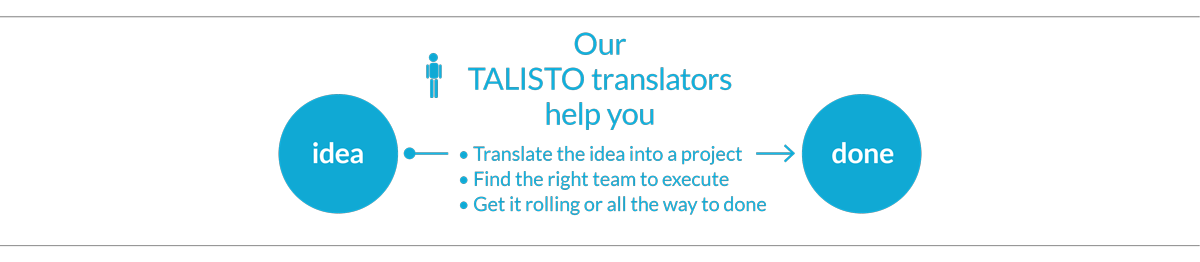 Our
TALISTO translators
help you
idea
• Translate the idea into a project
• Find the right team to execute
• Get it rolling or all the way to done
done